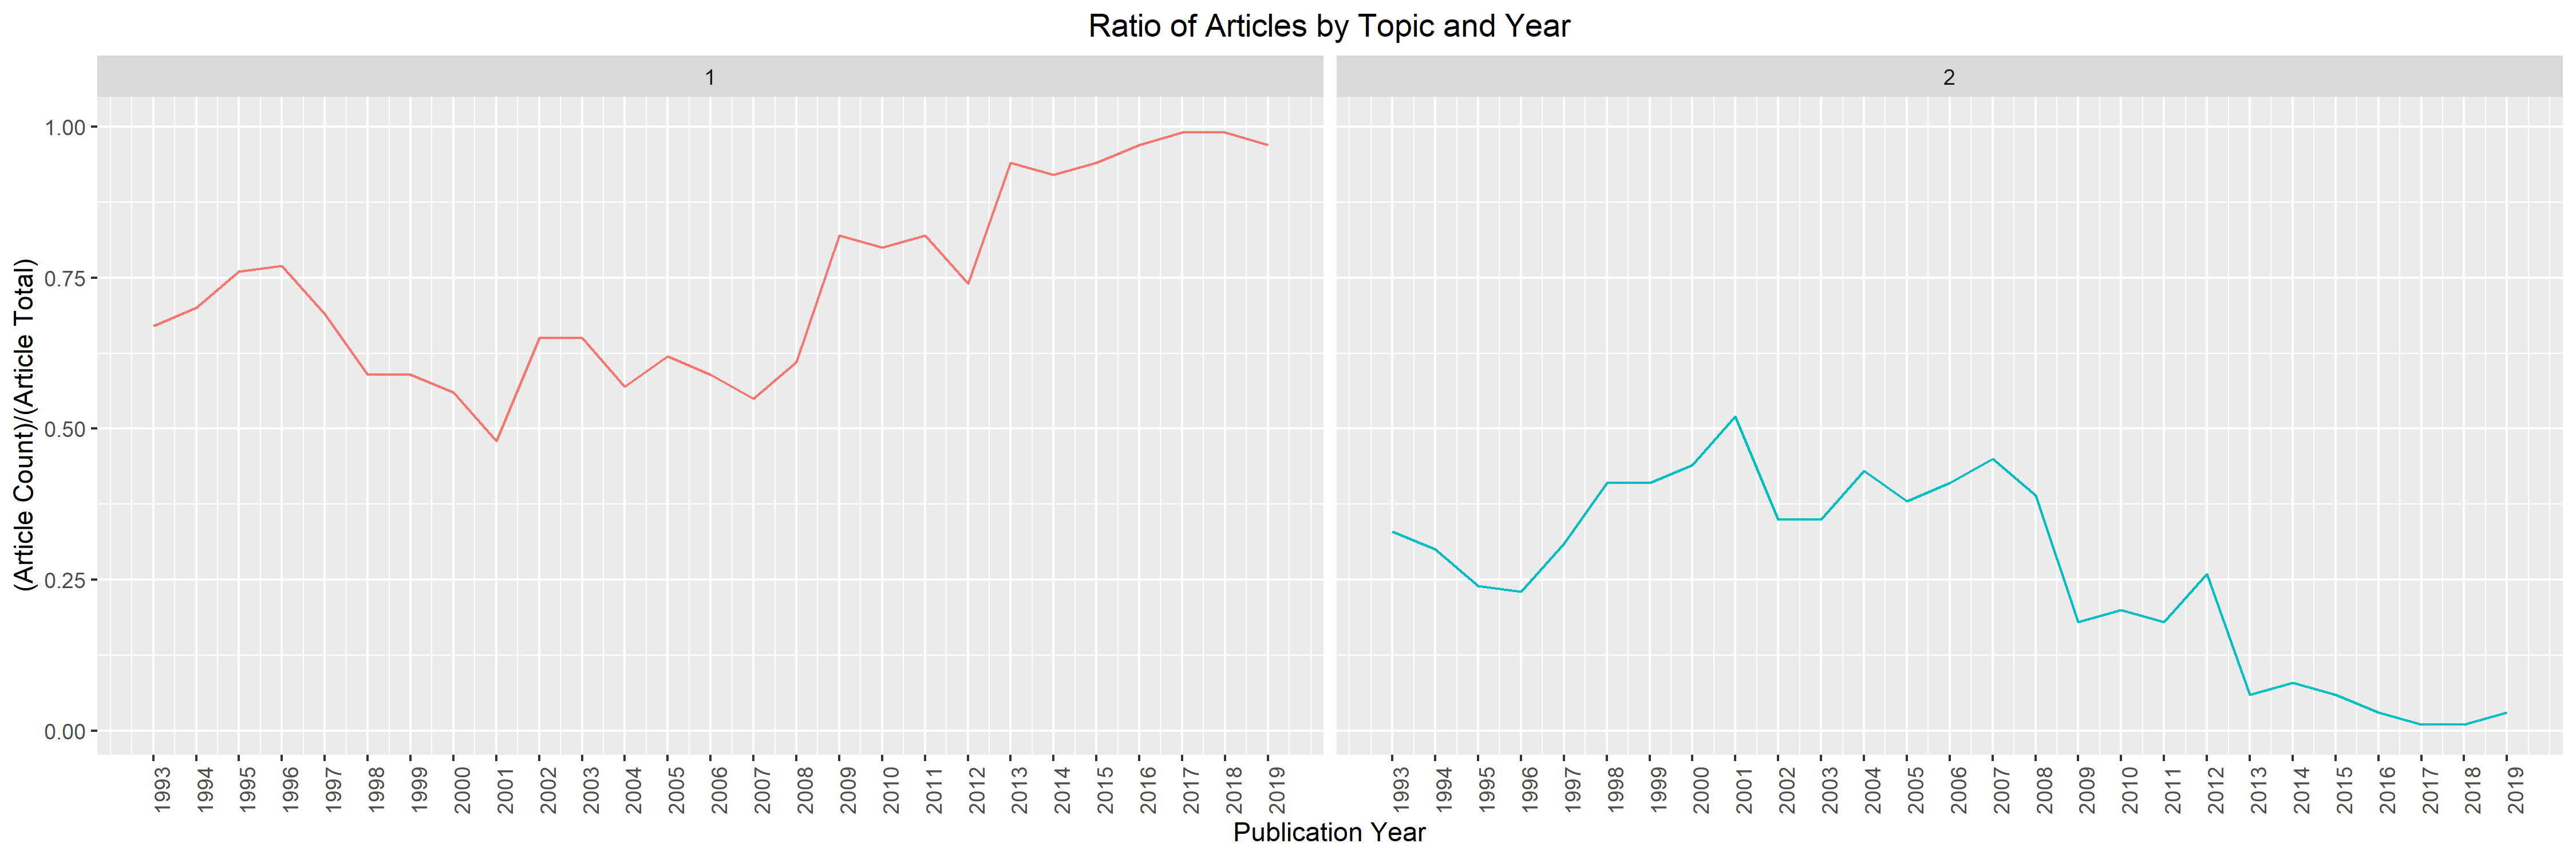 Ratio of Articles by Topic and Year
1
2
(Article Count)/(Article Total)
1.00
0.75
0.50
0.25
0.00
1993 1994 1995 1996 1997 1998 1999 2000 2001 2002 2003 2004 2005 2006 2007 2008 2009 2010 2011 2012 2013 2014 2015 2016 2017 2018 2019
1993 1994 1995 1996 1997 1998 1999 2000 2001 2002 2003 2004 2005 2006 2007 2008 2009 2010 2011 2012 2013 2014 2015 2016 2017 2018 2019
Publication Year